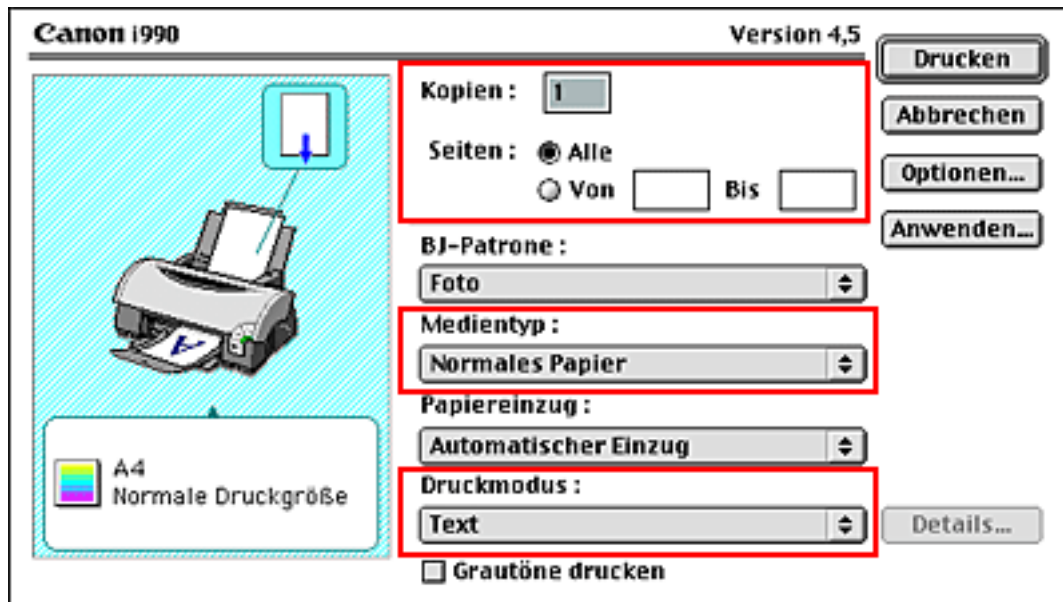 Canon i990
Version 4,5
Kopien : 1
Seiten : Alle
Von Bis
BJ-Patrone :
Foto
Medientyp :
Normales Papier
Papiereinzug :
Automatischer Einzug
Druckmodus :
Text
Grautöne drucken
Drucken
Abbrechen
Optionen...
Anwenden...
Details...
A
A4
Normale Druckgröße